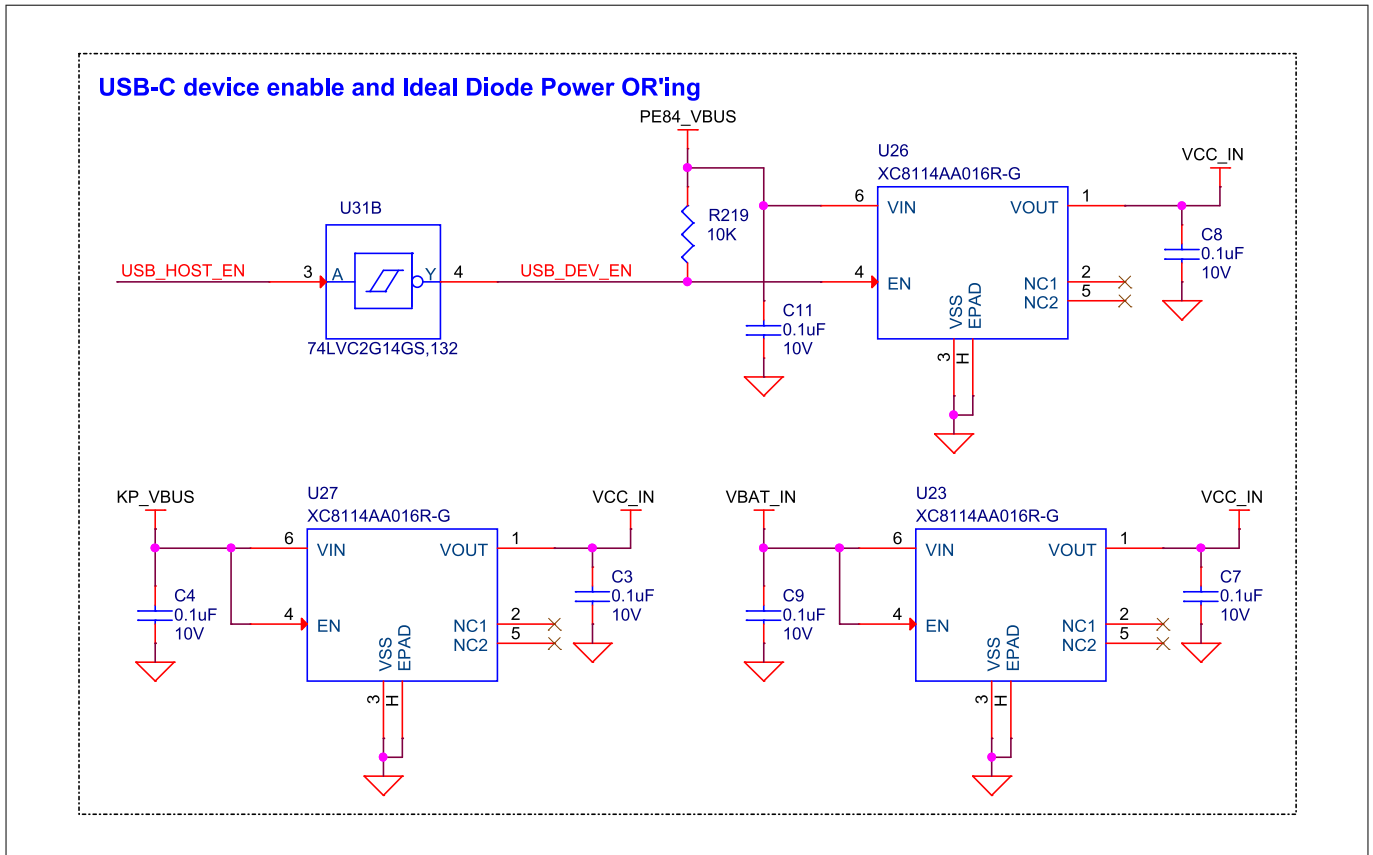 USB-C device enable and Ideal Diode Power OR'ing
PE84_VBUS
U26
XC8114AA016R-G
VCC_IN
6
VIN
VOUT
1
U31B
R219
10K
C8
0.1uF
10V
USB_HOST_EN
3
A
Y
4
USB_DEV_EN
4
EN
NC1
2
NC2
5
74LVC2G14GS,132
C11
0.1uF
10V
VSS
EPAD
3
H
KP_VBUS
U27
XC8114AA016R-G
VCC_IN
6
VIN
VOUT
1
C4
0.1uF
10V
4
EN
NC1
2
NC2
5
C3
0.1uF
10V
VSS
EPAD
3
H
VBAT_IN
U23
XC8114AA016R-G
VCC_IN
6
VIN
VOUT
1
C9
0.1uF
10V
4
EN
NC1
2
NC2
5
C7
0.1uF
10V
VSS
EPAD
3
H